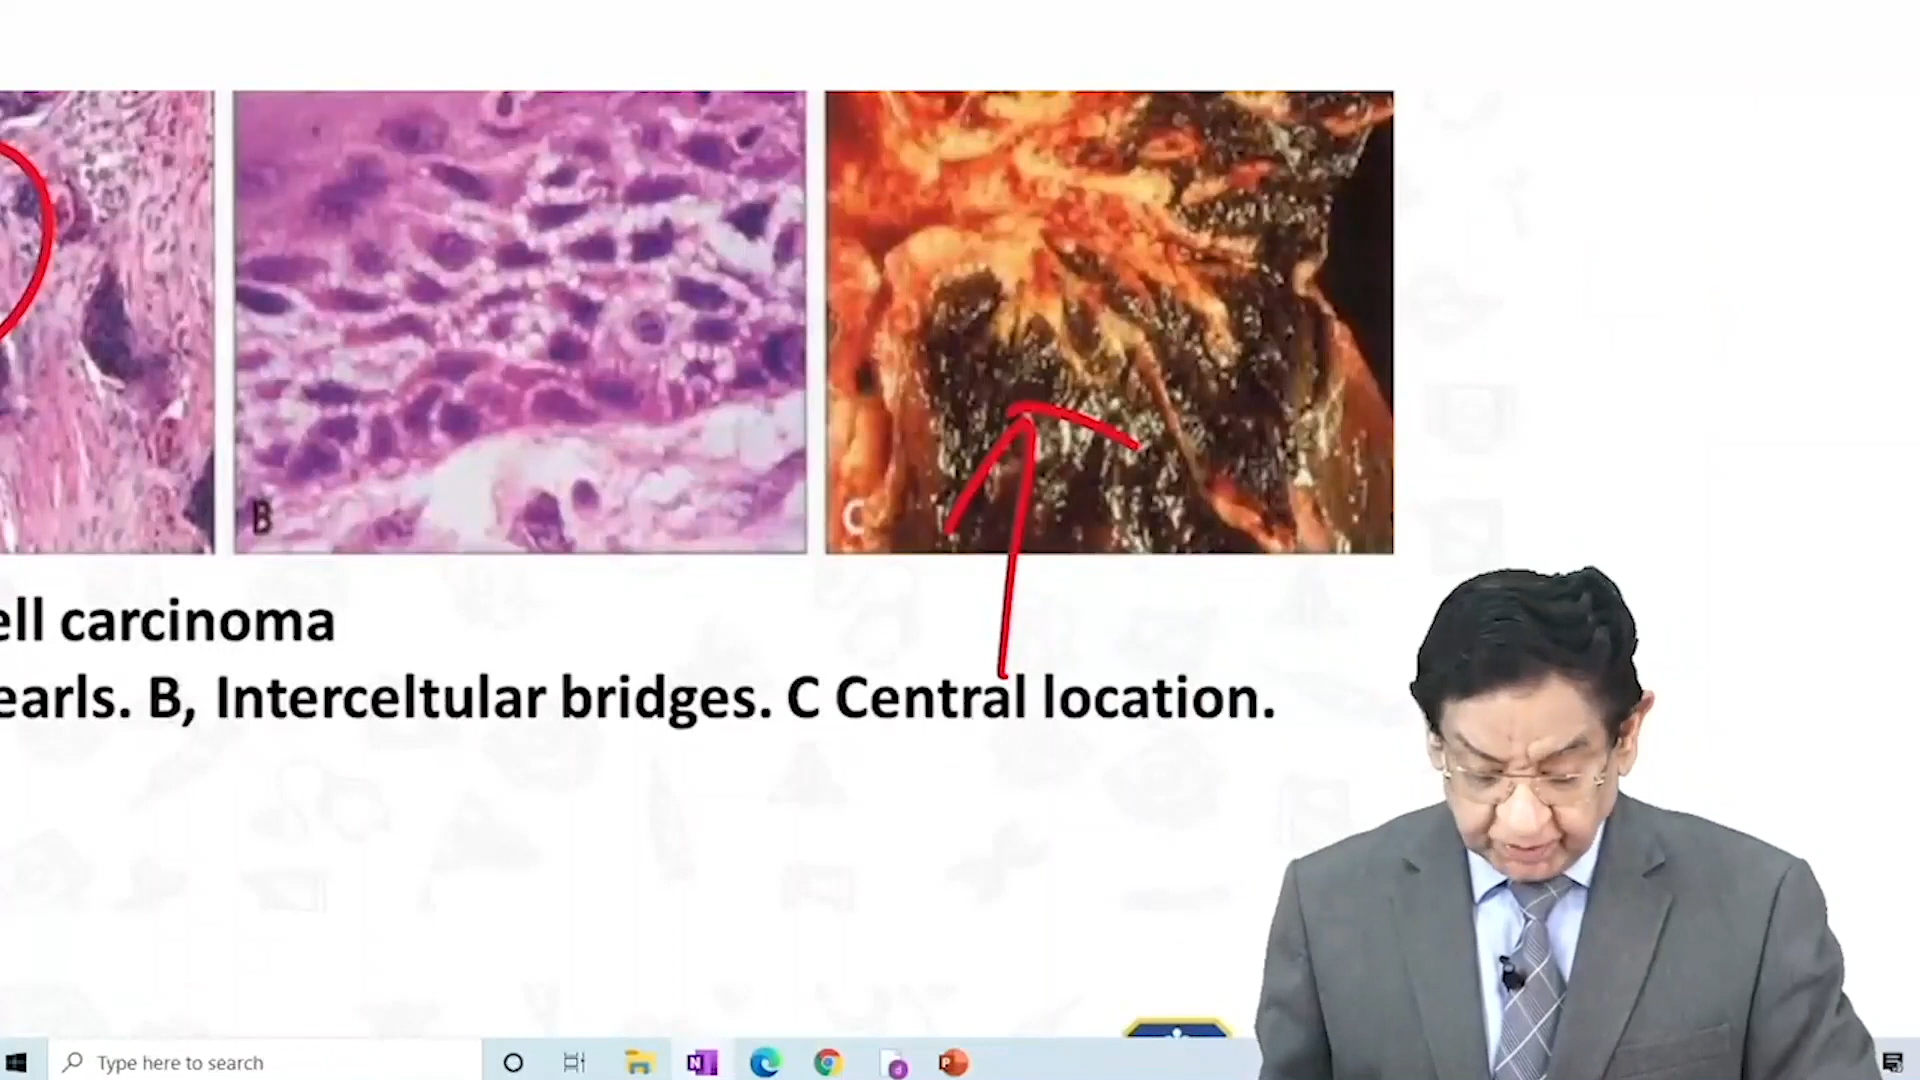 B
C
ell carcinoma
earls. B, Interceltular bridges. C Central location.
Type here to search